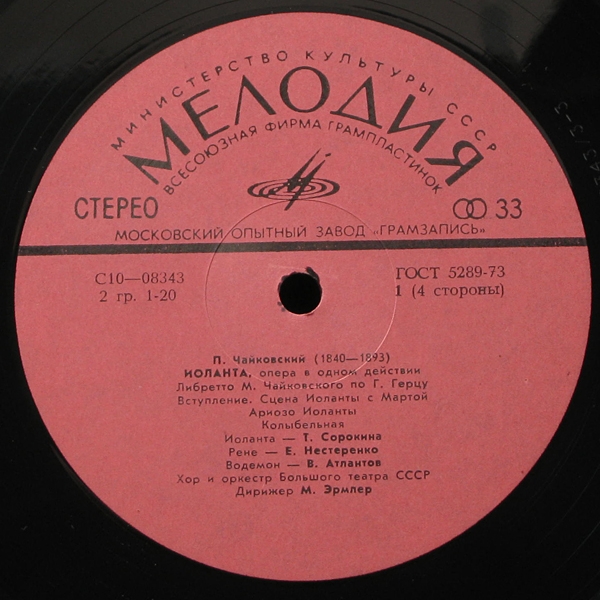 МИНИСТЕРСТВО КУЛЬТУРЫ СССР
МЕЛОДИЯ
ВСЕСОЮЗНАЯ ФИРМА ГРАМПЛАСТИНОК
СТЕРЕО
33
МОСКОВСКИЙ ОПЫТНЫЙ ЗАВОД «ГРАМЗАПИСЬ»
С10—08343
ГОСТ 5289-73
2 гр. 1-20
1 (4 стороны)
П. Чайковский (1840—1893)
ИОЛАНТА, опера в одном действии
Либретто М. Чайковского по Г. Герцу
Вступление. Сцена Иоланты с Мартой
Ариозо Иоланты
Колыбельная
Иоланта — Т. Сорокина
Рене — Е. Нестеренко
Водемон — В. Атлантов
Хор и оркестр Большого театра СССР
Дирижер М. Эрмлер